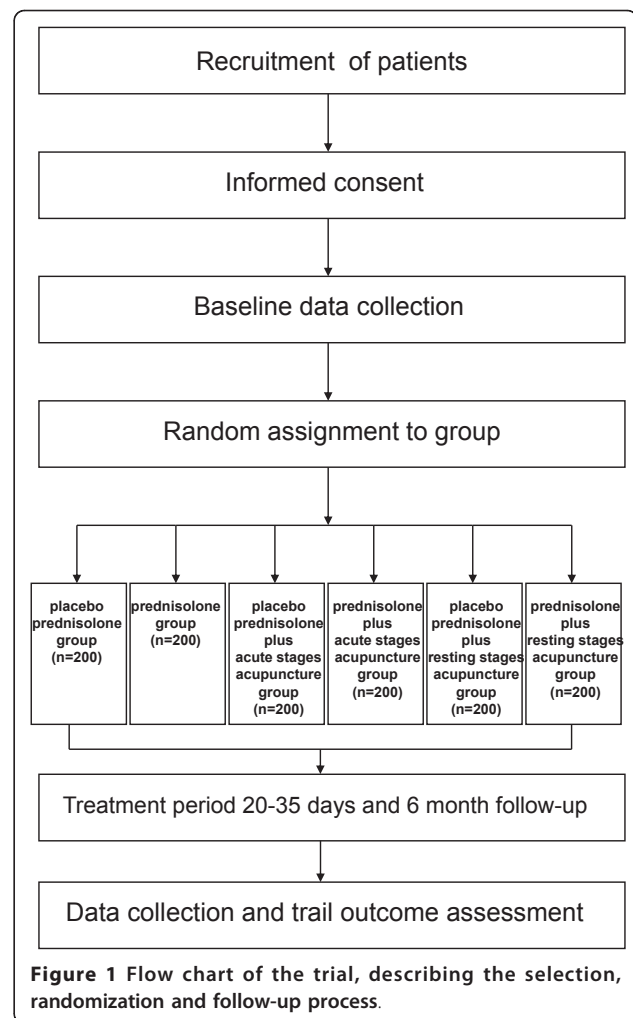 Recruitment of patients
Informed consent
Baseline data collection
Random assignment to group
placebo
prednisolone
group
(n=200)
prednisolone
group
(n=200)
placebo
prednisolone
plus
acute stages
acupuncture
group
(n=200)
prednisolone
plus
acute stages
acupuncture
group
(n=200)
placebo
prednisolone
plus
resting stages
acupuncture
group
(n=200)
prednisolone
plus
resting stages
acupuncture
group
(n=200)
Treatment period 20-35 days and 6 month follow-up
Data collection and trail outcome assessment
Figure 1 Flow chart of the trial, describing the selection,
randomization and follow-up process.